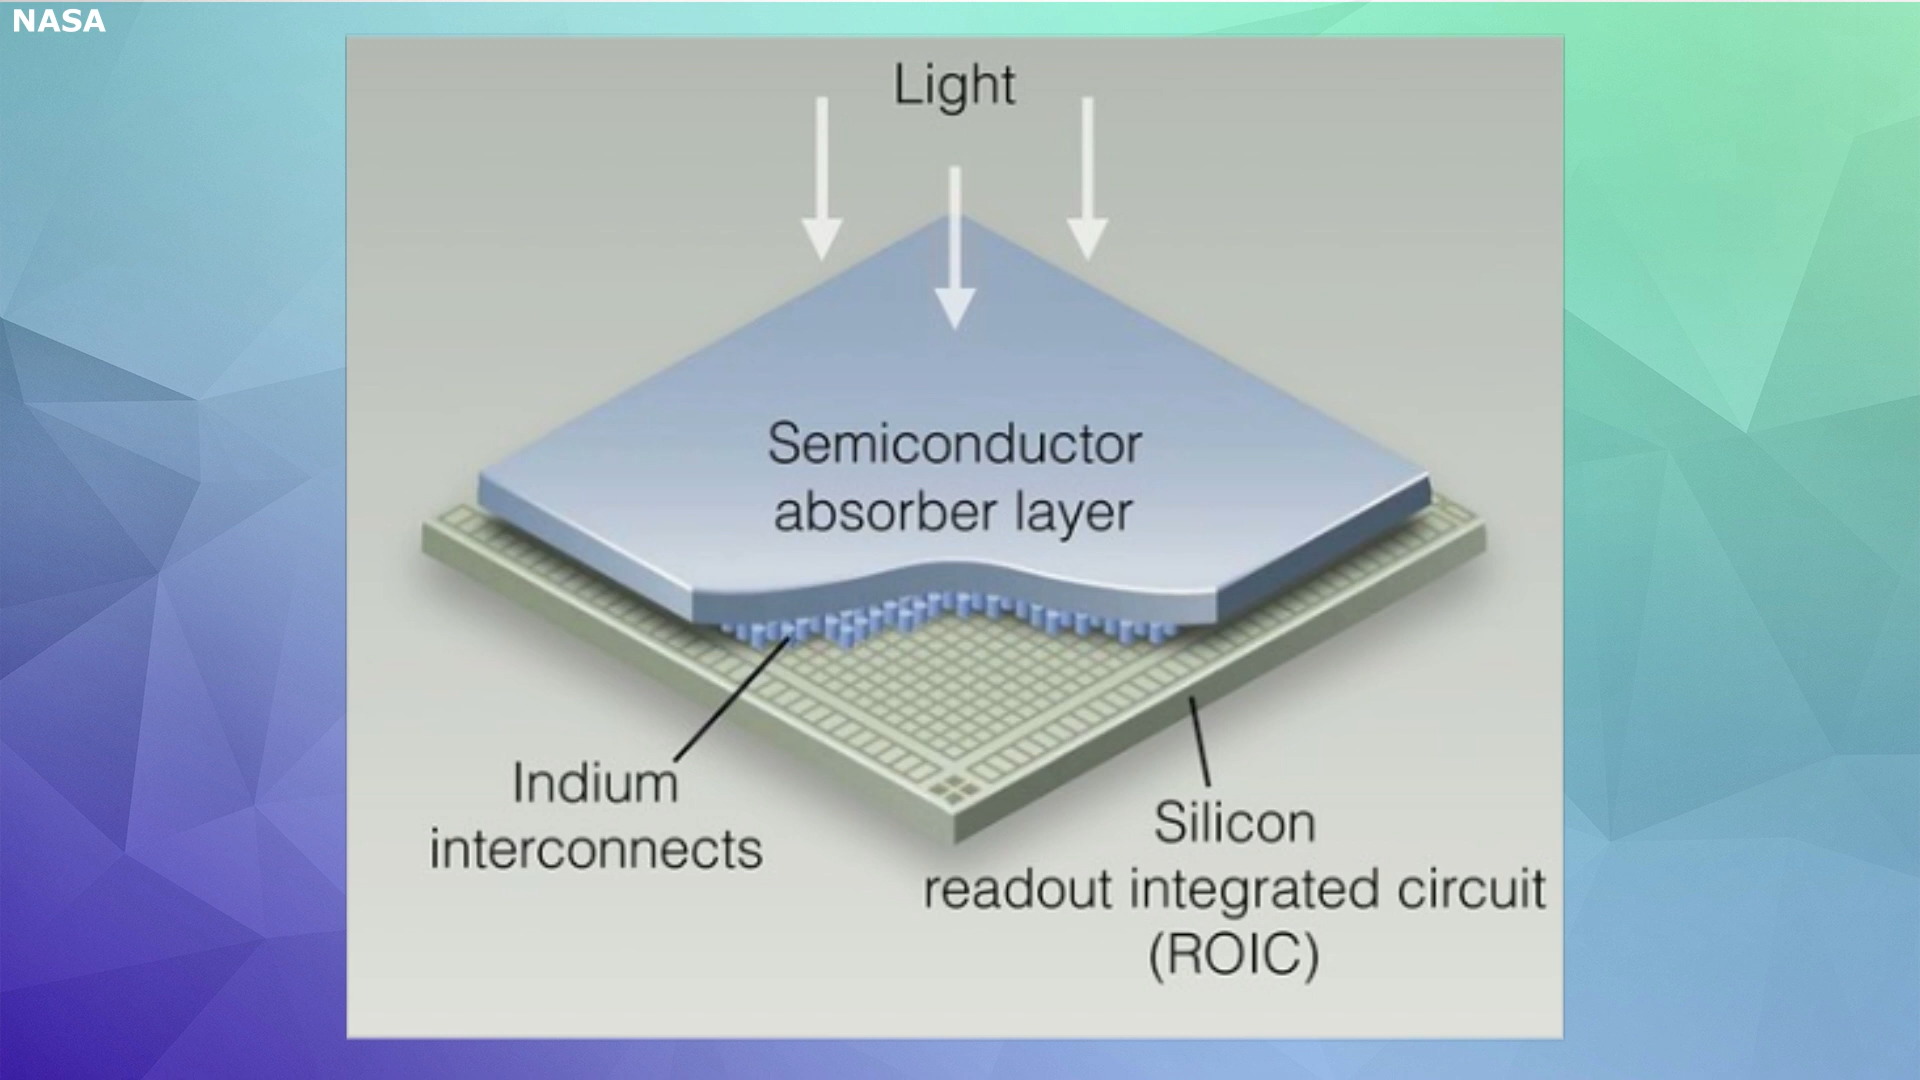 NASA
Light
Semiconductor
absorber layer
Indium
interconnects
Silicon
readout integrated circuit
(ROIC)